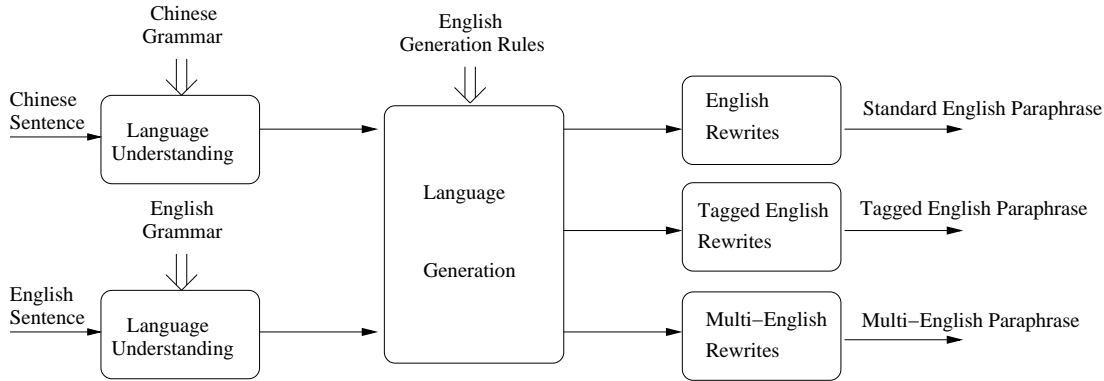 Chinese
Grammar
English
Generation Rules
Chinese
Sentence
Language
Understanding
English
Rewrites
Standard English Paraphrase
English
Grammar
Language
Generation
Tagged English
Rewrites
Tagged English Paraphrase
English
Sentence
Language
Understanding
Multi−English
Rewrites
Multi−English Paraphrase